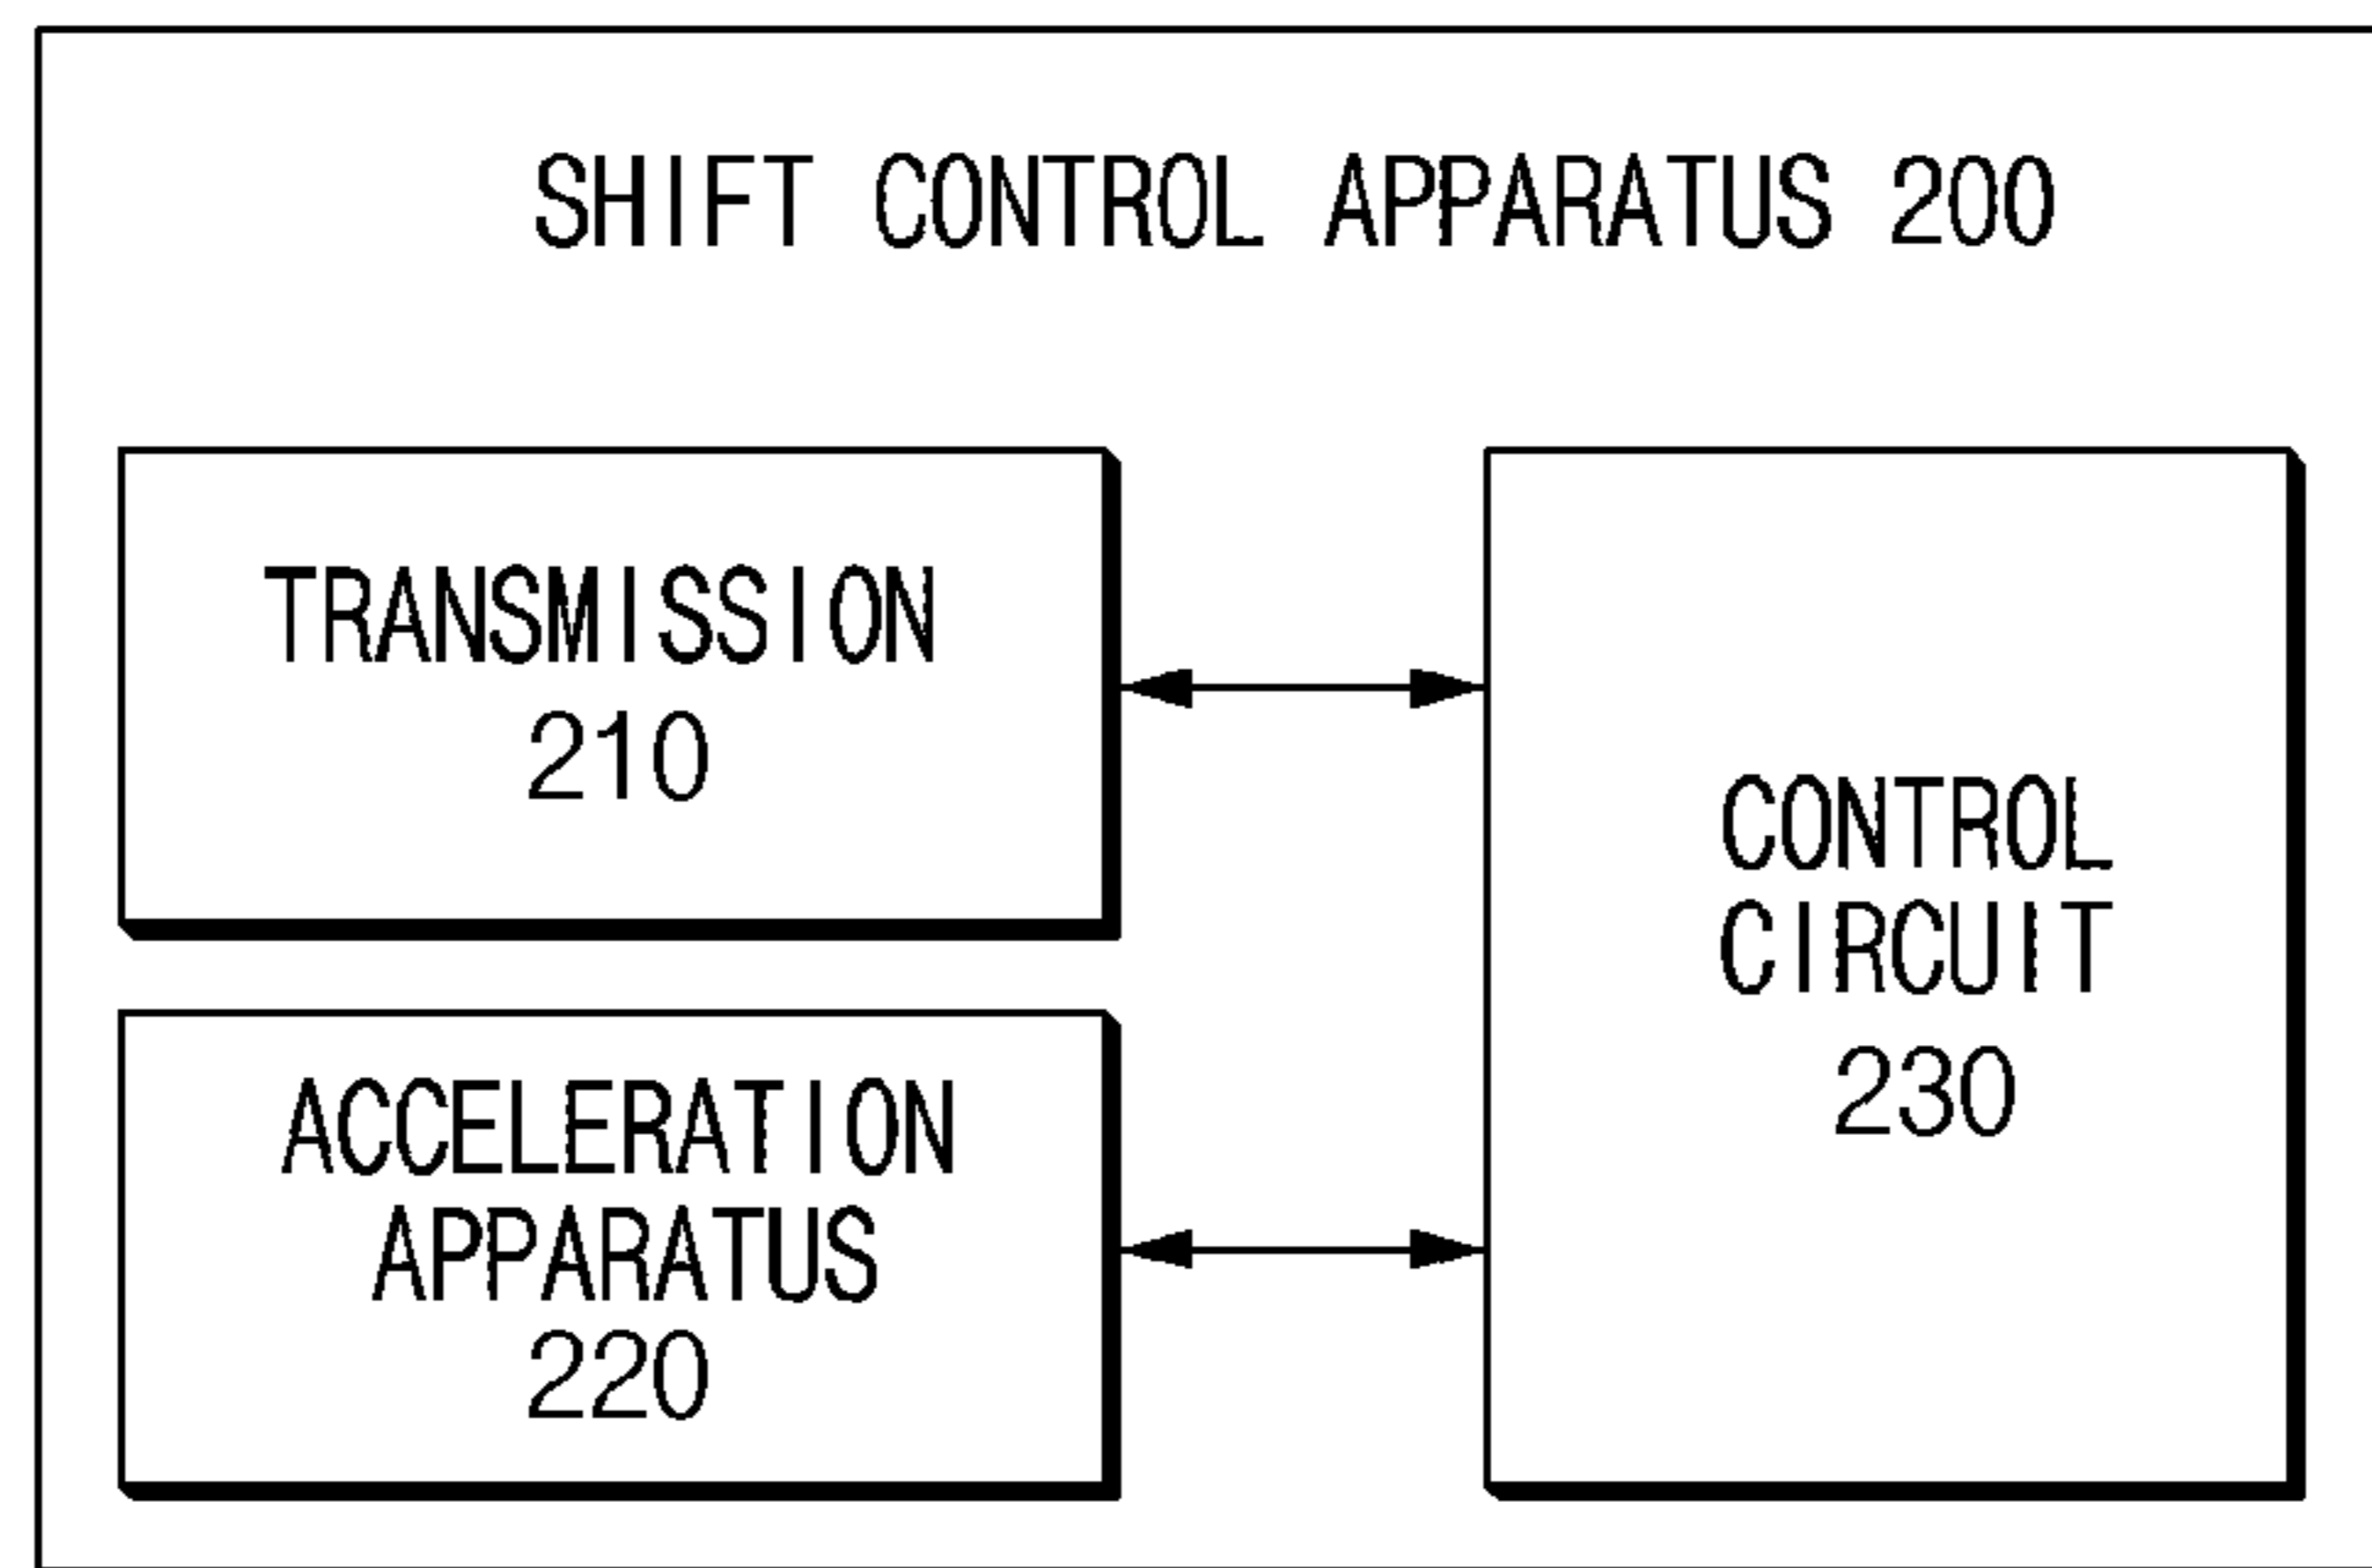 SHIFT CONTROL APPARATUS 200
TRANSMISSION
210
ACCELERATION
APPARATUS
220
CONTROL
CIRCUIT
230